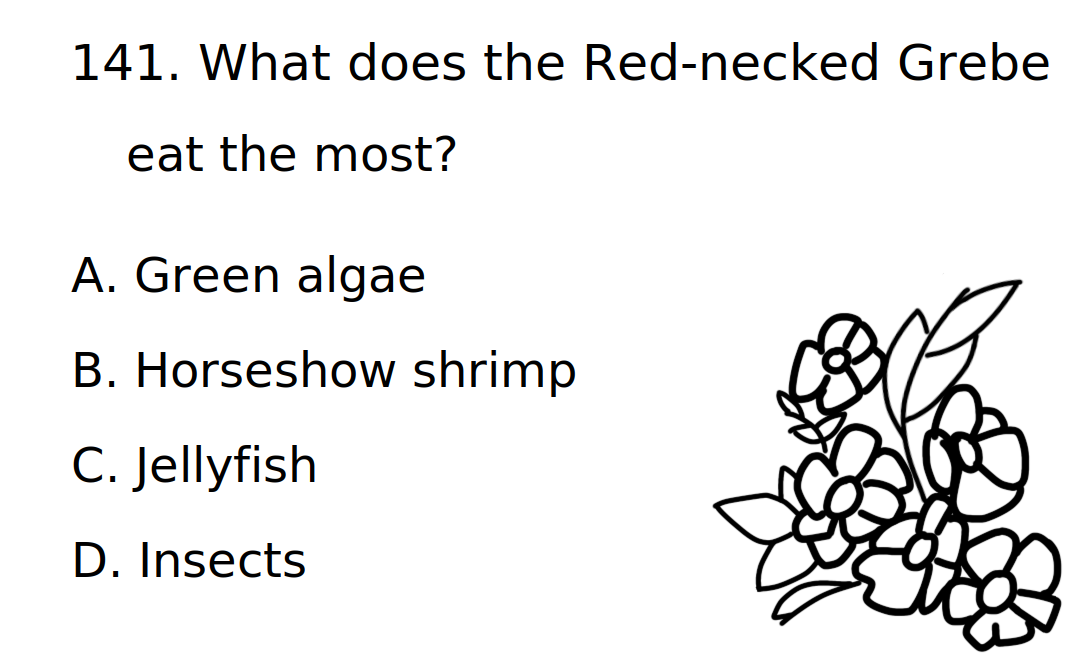 141. What does the Red-necked Grebe
eat the most?
A. Green algae
B. Horseshow shrimp
C. Jellyfish
D. Insects